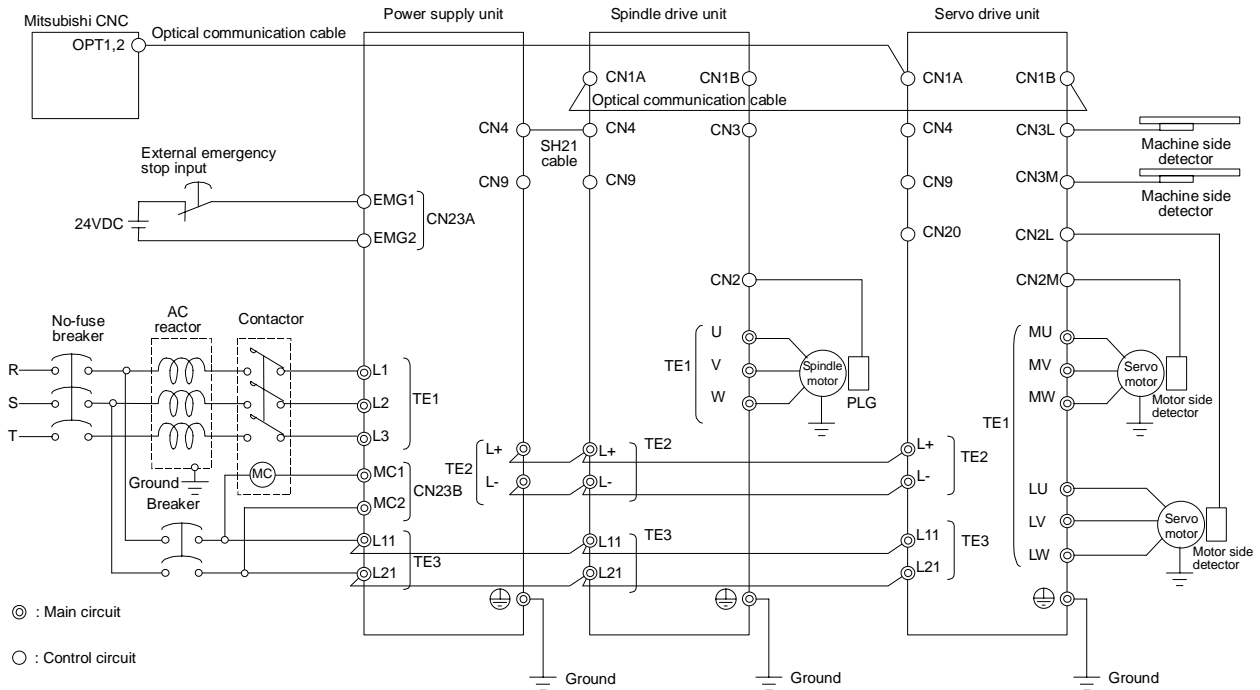 Power supply unit
Spindle drive unit
Servo drive unit
Mitsubishi CNC
OPT1,2
Optical communication cable
CN1A
CN1B
CN1A
CN1B
Optical communication cable
CN4
CN4
CN3
CN4
CN3L
SH21
cable
Machine side
detector
External emergency
stop input
CN9
CN9
CN9
CN3M
Machine side
detector
EMG1
CN23A
24VDC
EMG2
CN20
CN2L
CN2
CN2M
No-fuse
breaker
AC
reactor
Contactor
U
V
W
TE1
Spindle
motor
PLG
MU
MV
MW
TE1
Servo
motor
Motor side
detector
R
S
T
L1
L2
L3
TE1
L+
L-
TE2
L+
L-
TE2
L+
L-
TE2
Ground
MC
MC1
MC2
CN23B
LU
LV
LW
Servo
motor
Motor side
detector
Breaker
L11
L21
TE3
L11
L21
TE3
L11
L21
TE3
: Main circuit
: Control circuit
Ground
Ground
Ground